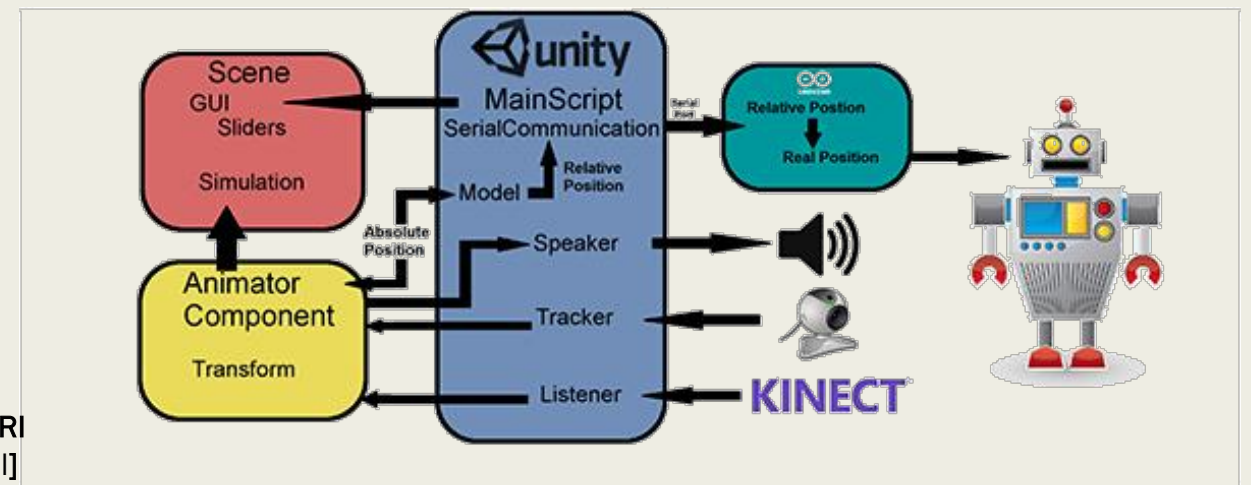 Scene
GUI
Sliders
Simulation
Animator
Component
Transform
Absolute
Position
unity
MainScript
SerialCommunication
Relative
Position
Model
Speaker
Tracker
Listener
Serial
Port
Relative Postion
Real Position
KINECT
RI
I]